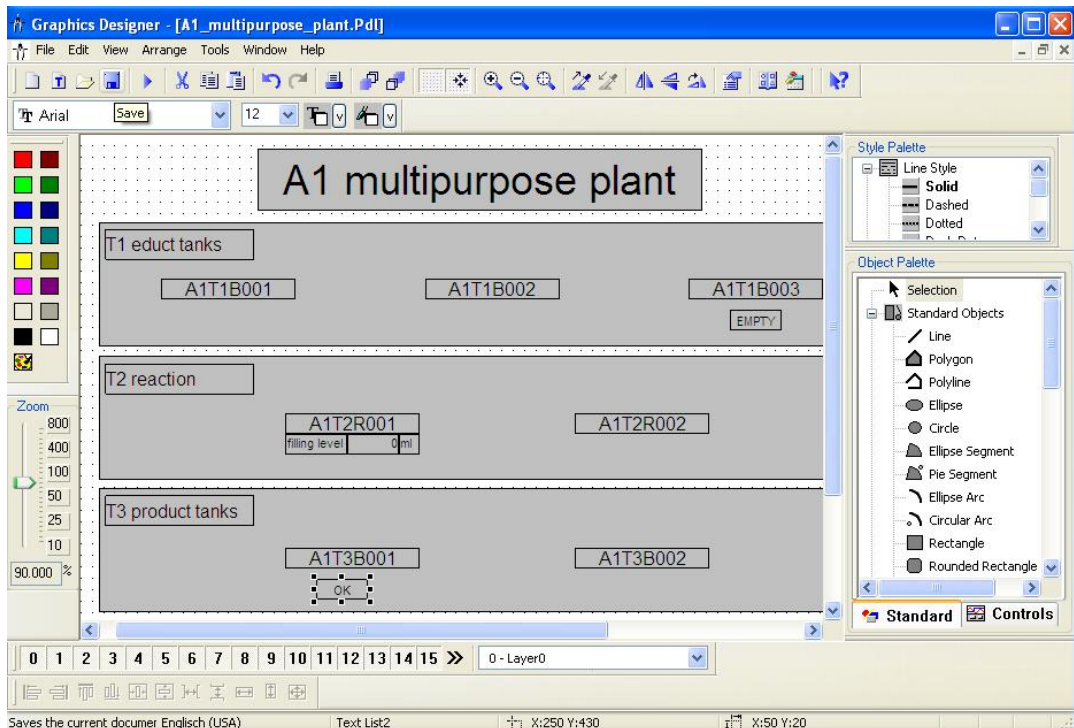 Graphics Designer - [A1_multipurpose_plant.Pdl]
File Edit View Arrange Tools Window Help
Tr Arial
Save
12
A1 multipurpose plant
T1 educt tanks
A1T1B001
A1T1B002
A1T1B003
EMPTY
T2 reaction
A1T2R001
A1T2R002
filling level 0 ml
T3 product tanks
A1T3B001
A1T3B002
OK
Zoom
800
400
100
50
25
10
90.000 %
Style Palette
Line Style
Solid
Dashed
Dotted
Object Palette
Selection
Standard Objects
Line
Polygon
Polyline
Ellipse
Circle
Ellipse Segment
Pie Segment
Ellipse Arc
Circular Arc
Rectangle
Rounded Rectangle
Standard Controls
0 1 2 3 4 5 6 7 8 9 10 11 12 13 14 15 0 - Layer0
Saves the current documer Englisch (USA) Text List2 X:250 Y:430 X:50 Y:20